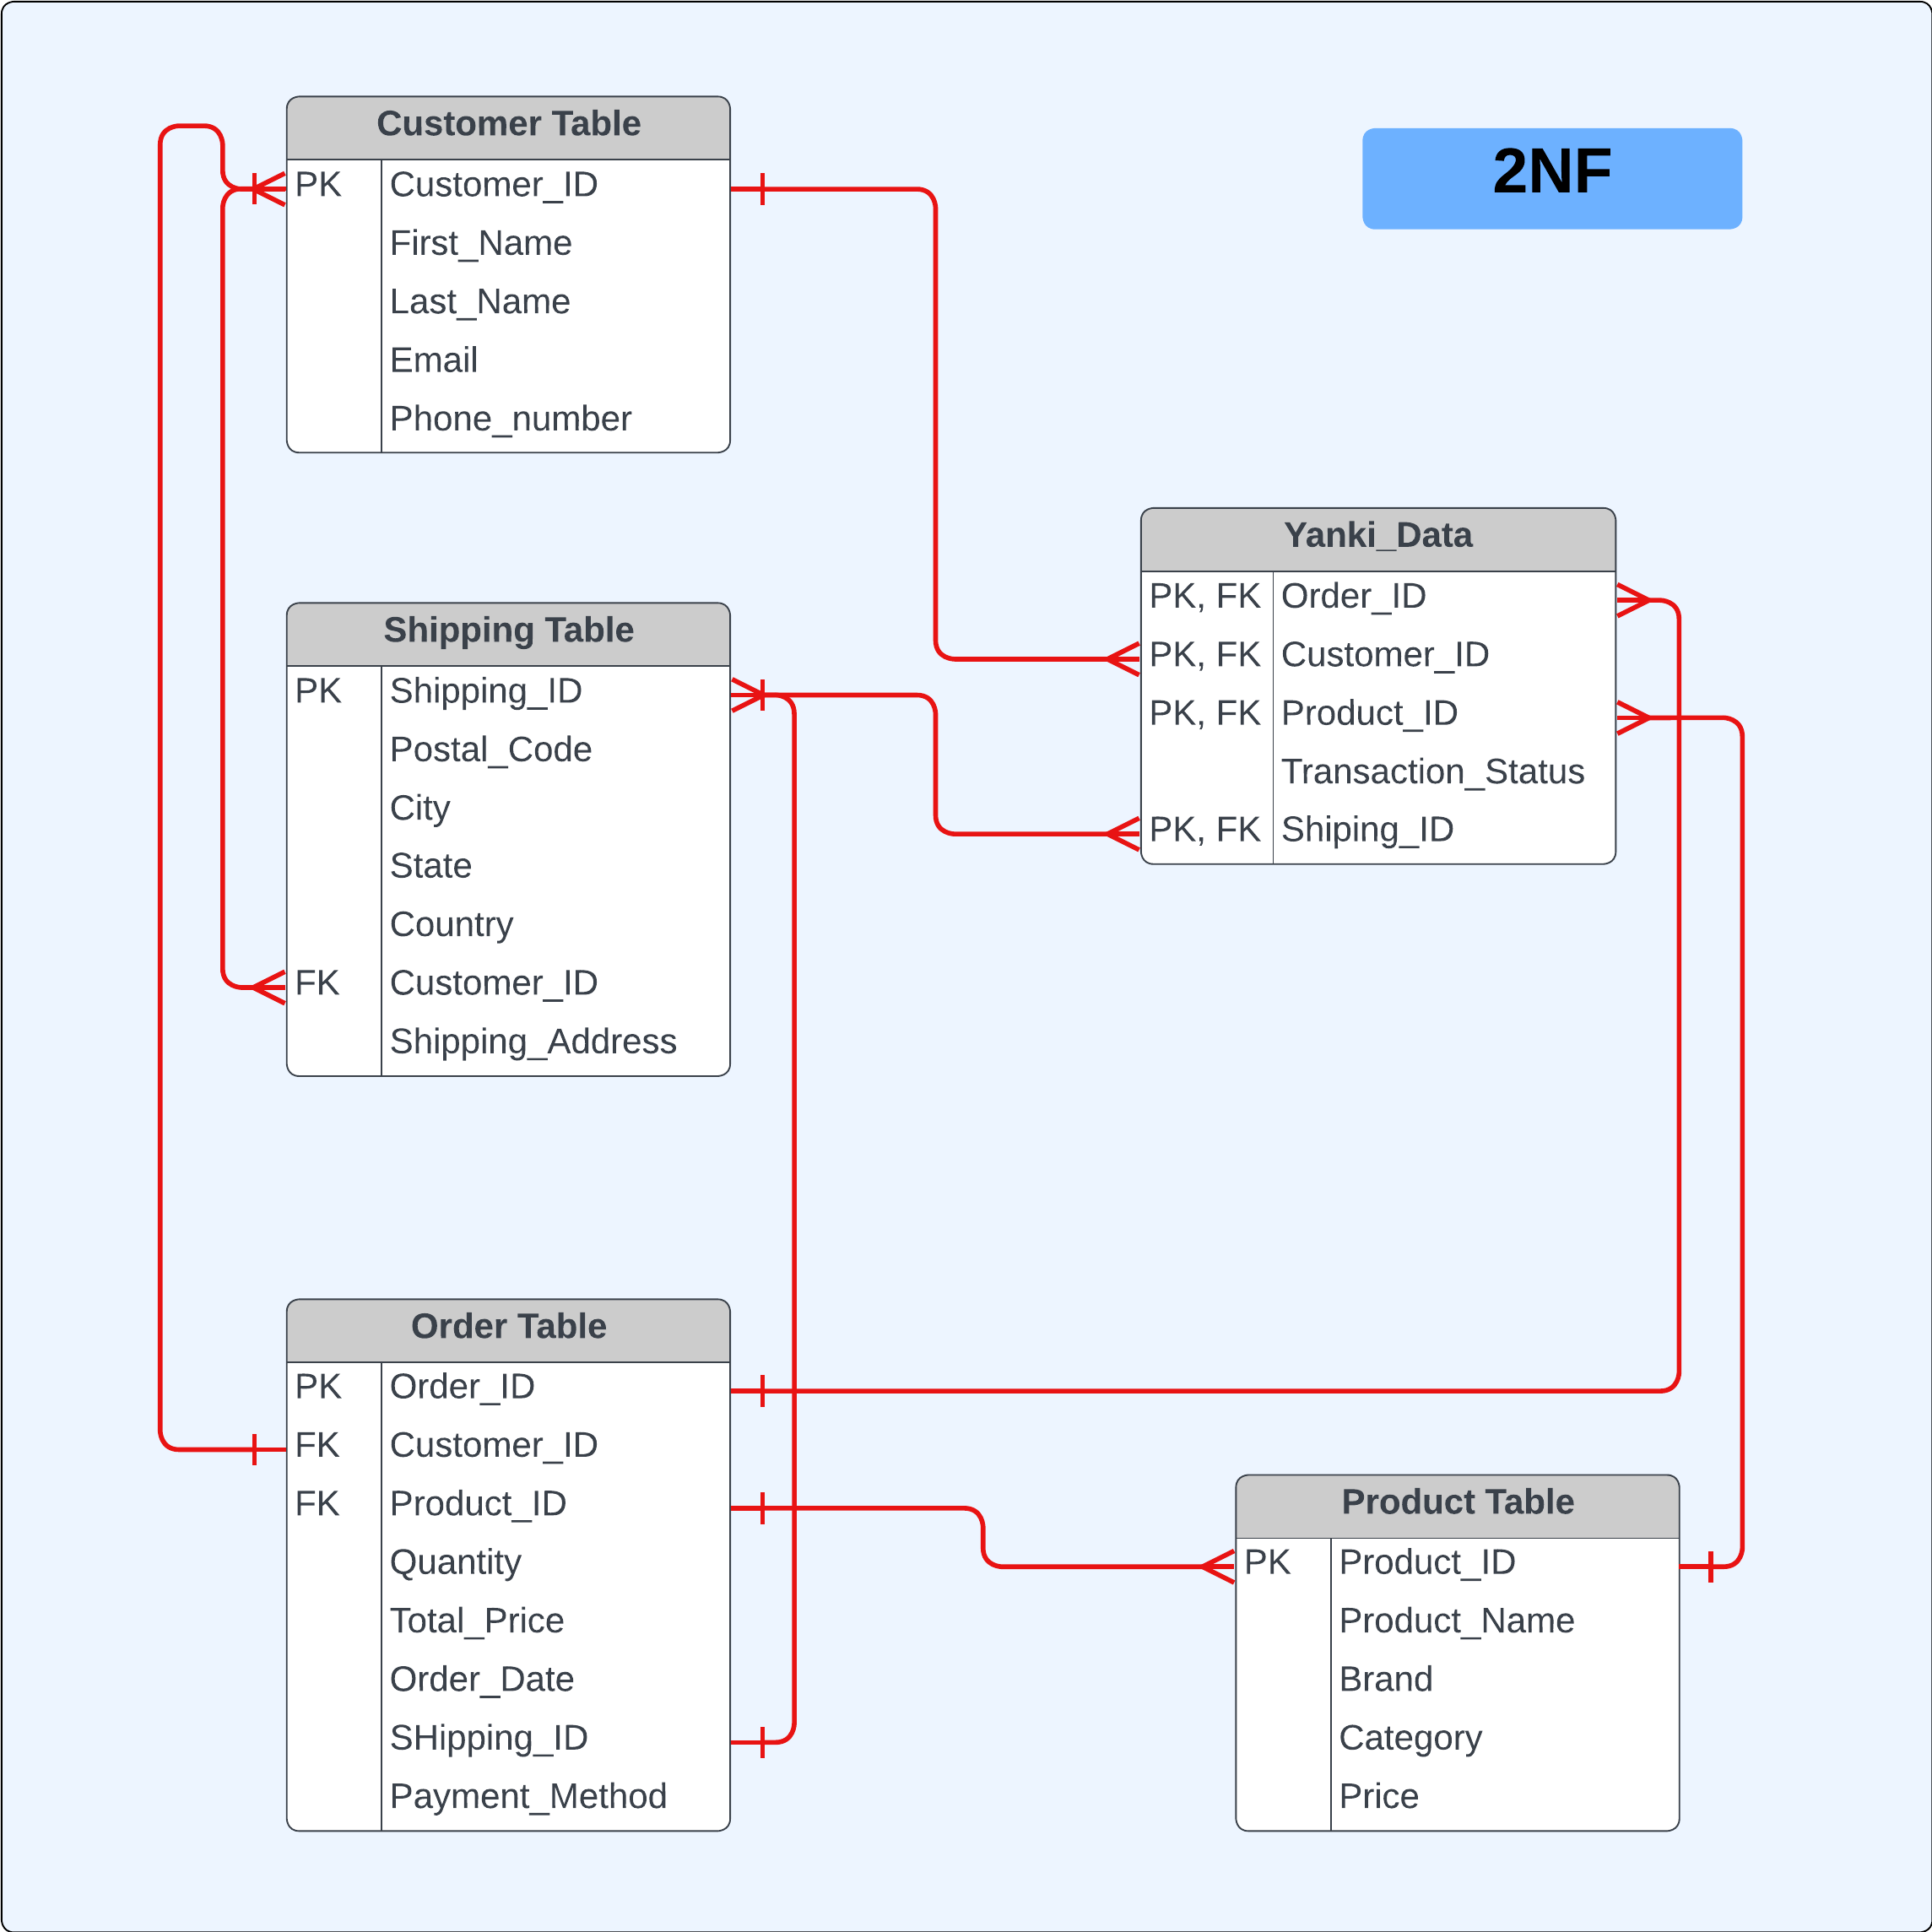 2NF
Customer Table
PK Customer_ID
First_Name
Last_Name
Email
Phone_number
Yanki_Data
PK, FK Order_ID
PK, FK Customer_ID
PK, FK Product_ID
Transaction_Status
PK, FK Shiping_ID
Shipping Table
PK Shipping_ID
Postal_Code
City
State
Country
FK Customer_ID
Shipping_Address
Order Table
PK Order_ID
FK Customer_ID
FK Product_ID
Quantity
Total_Price
Order_Date
SHipping_ID
Payment_Method
Product Table
PK Product_ID
Product_Name
Brand
Category
Price